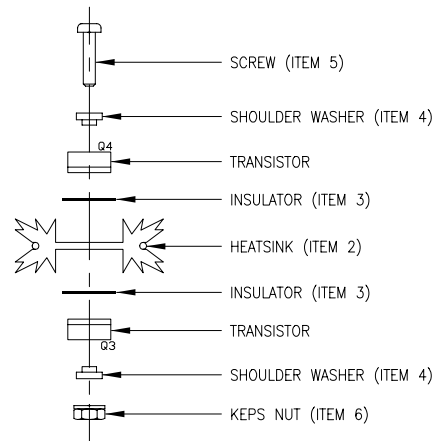 SCREW (ITEM 5)
SHOULDER WASHER (ITEM 4)
Q4
TRANSISTOR
INSULATOR (ITEM 3)
HEATSINK (ITEM 2)
INSULATOR (ITEM 3)
TRANSISTOR
Q3
SHOULDER WASHER (ITEM 4)
KEPS NUT (ITEM 6)